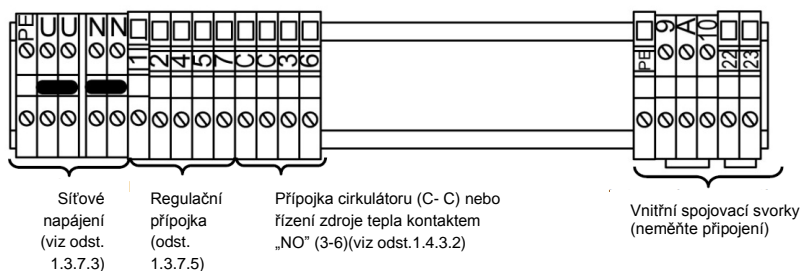 PE U U N N 1 2 4 5 7 C C 3 6 PE 9 A 10 22 23
Síťové
napájení
(viz odst.
1.3.7.3)
Regulační
přípojka
(odst.
1.3.7.5)
Přípojka cirkulátoru (C- C) nebo
řízení zdroje tepla kontaktem
„NO” (3-6)(viz odst.1.4.3.2)
Vnitřní spojovací svorky
(neměňte připojení)